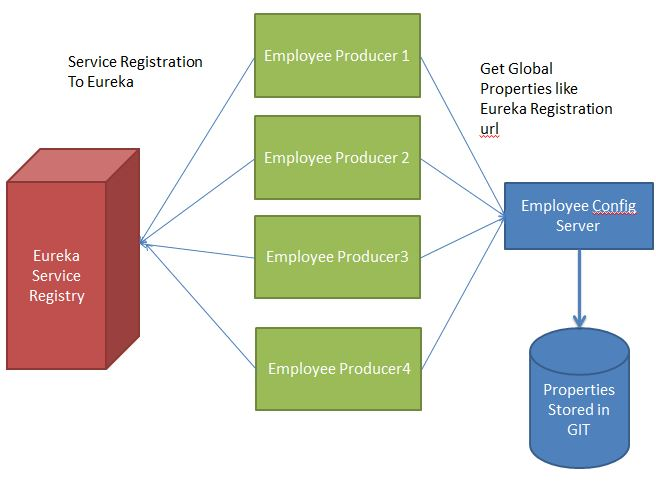 Service Registration
To Eureka
Employee Producer 1
Get Global
Properties like
Eureka Registration
url
Employee Producer 2
Employee Config
Server
Eureka
Service
Registry
Employee Producer3
Employee Producer4
Properties
Stored in
GIT